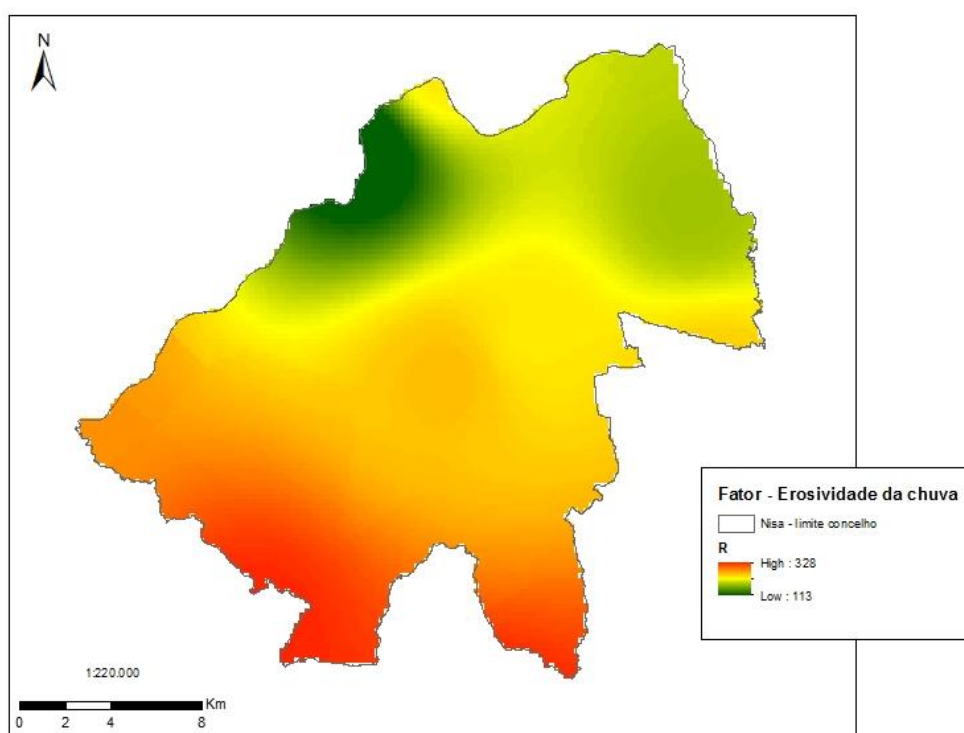 N
Fator - Erosividade da chuva
Nisa - limite concelho
R
High : 328
Low : 113
1:220.000
Km
0 2 4 8